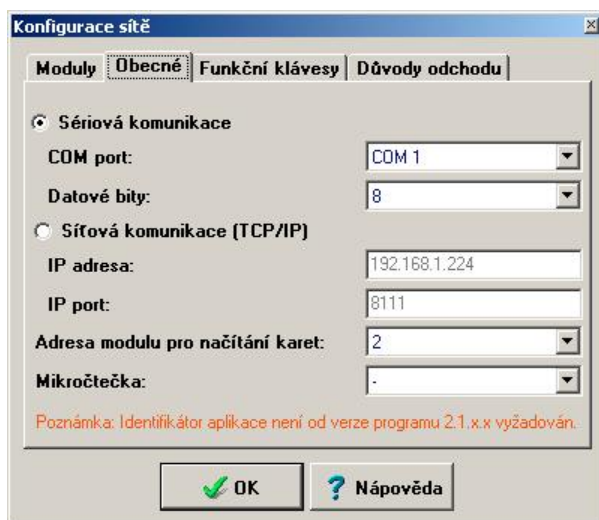 Konfigurace sítě
Moduly Obecné Funkční klávesy Důvody odchodu
Sériová komunikace
COM port: COM 1
Datové bity: 8
Síťová komunikace (TCP/IP)
IP adresa: 192.168.1.224
IP port: 8111
Adresa modulu pro načítání karet: 2
Mikročtečka: -
Poznámka: Identifikátor aplikace není od verze programu 2.1.x.x vyžadován.
OK ? Nápověda